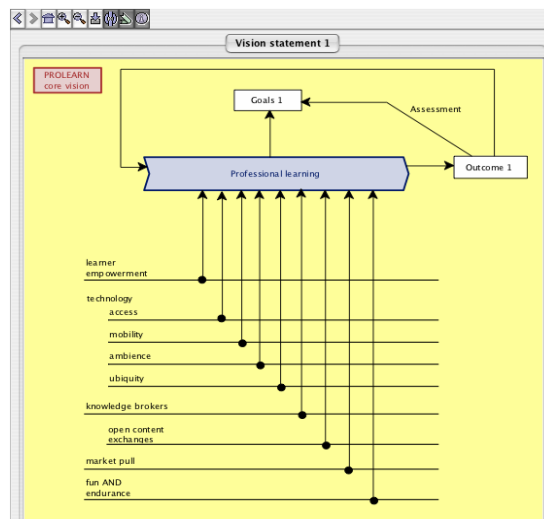 Vision statement 1
PROLEARN
core vision
Goals 1
Assessment
Professional learning
Outcome 1
learner
empowerment
technology
access
mobility
ambience
ubiquity
knowledge brokers
open content
exchanges
market pull
fun AND
endurance